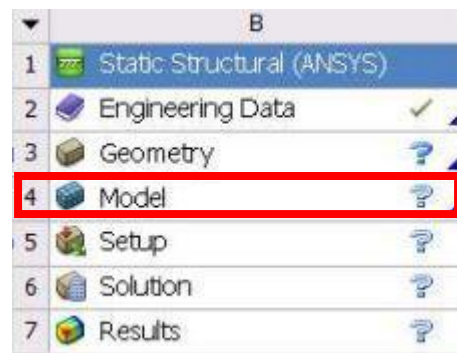 B
1 Static Structural (ANSYS)
2 Engineering Data
3 Geometry ?
4 Model ?
5 Setup ?
6 Solution ?
7 Results ?